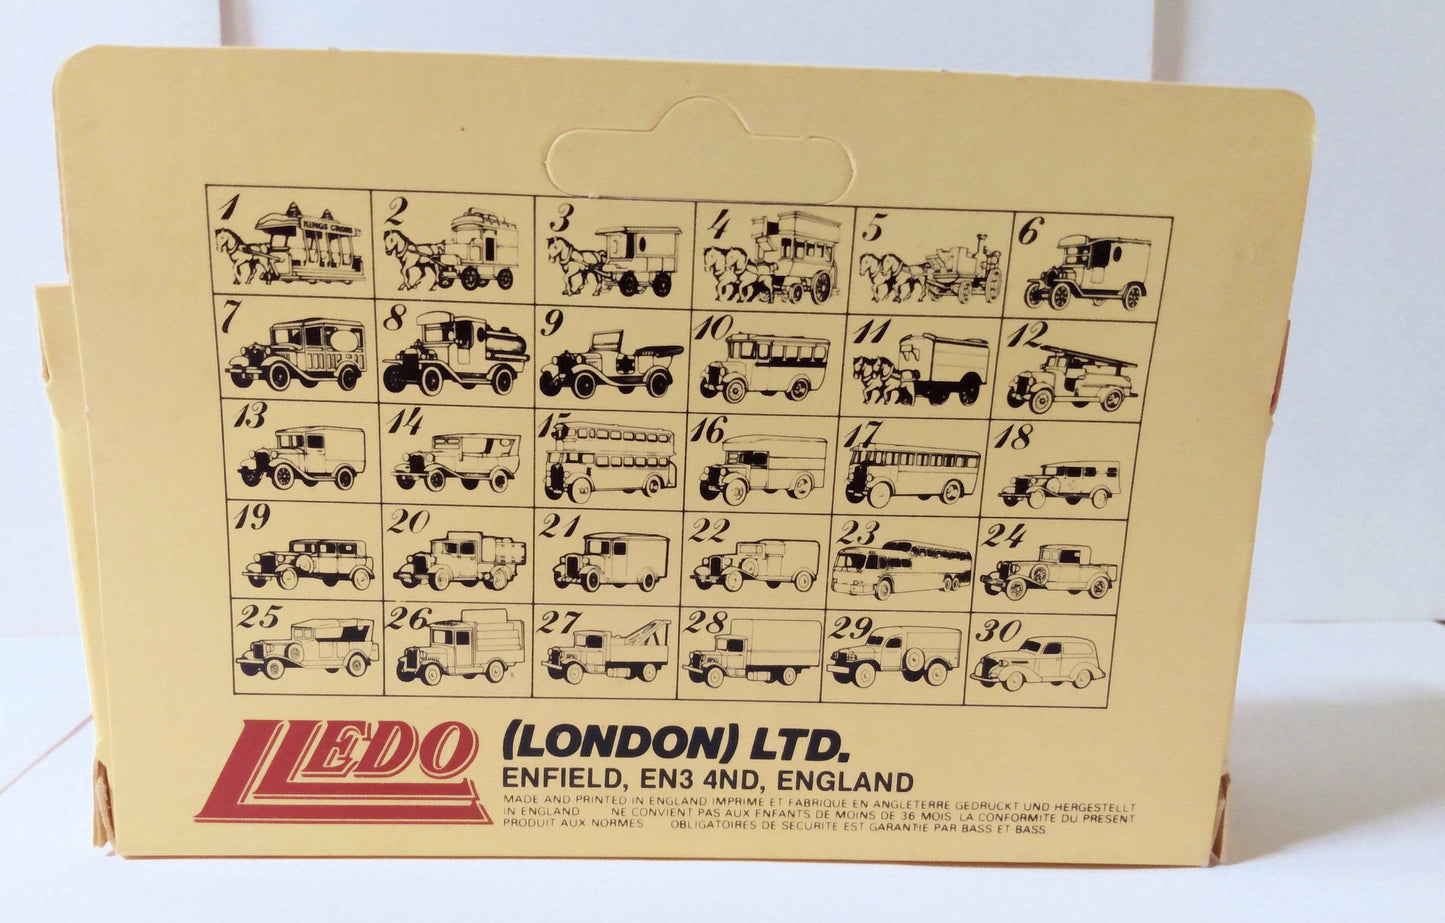 1 2 3 4 5 6
KINGS CROSS
7 8 9 10 11 12
13 14 15 16 17 18
19 20 21 22 23 24
25 26 27 28 29 30
LLEDO (LONDON) LTD.
ENFIELD, EN3 4ND, ENGLAND
MADE AND PRINTED IN ENGLAND IMPRIME ET FABRIQUE EN ANGLETERRE GEDRUCKT UND HERGESTELLT
IN ENGLAND NE CONVIENT PAS AUX ENFANTS DE MOINS DE 36 MOIS LA CONFORMITE DU PRESENT
PRODUIT AUX NORMES OBLIGATOIRES DE SECURITE EST GARANTIE PAR BASS ET BASS